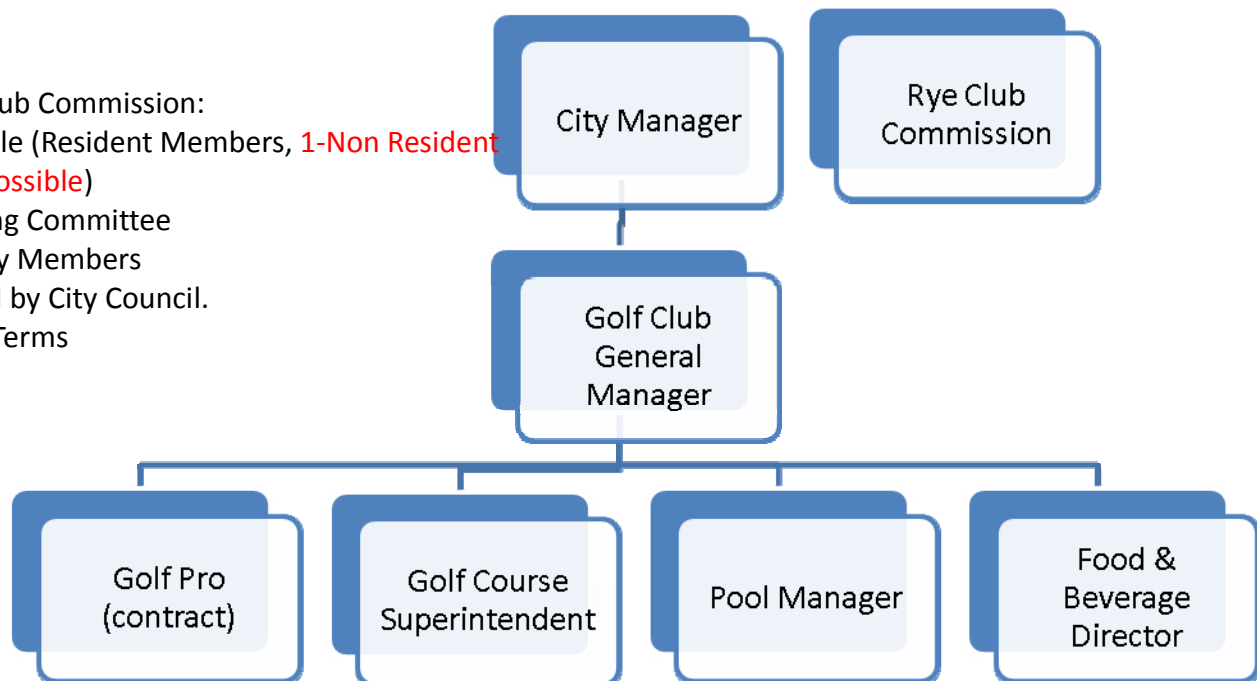 ub Commission:
le (Resident Members, 1-Non Resident
ossible)
ng Committee
y Members
by City Council.
Terms
City Manager
Rye Club
Commission
Golf Club
General
Manager
Golf Pro
(contract)
Golf Course
Superintendent
Pool Manager
Food &
Beverage
Director